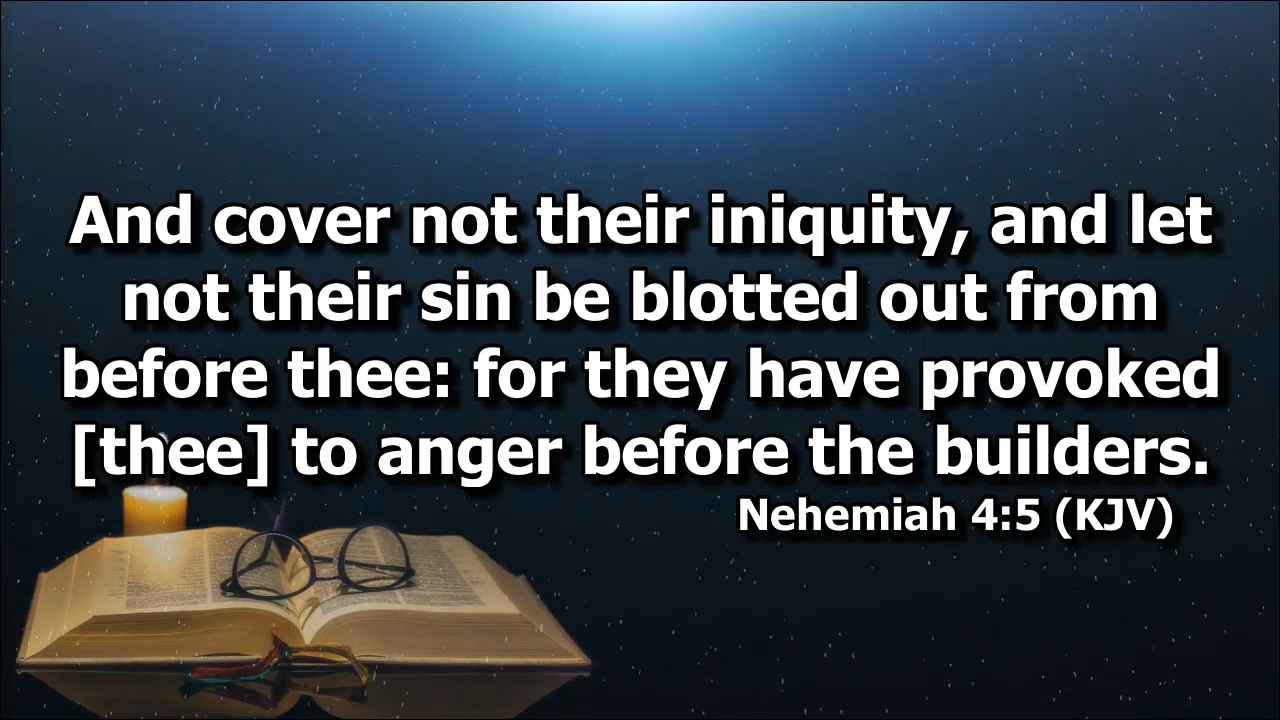 And cover not their iniquity, and let
not their sin be blotted out from
before thee: for they have provoked
[thee] to anger before the builders.
Nehemiah 4:5 (KJV)